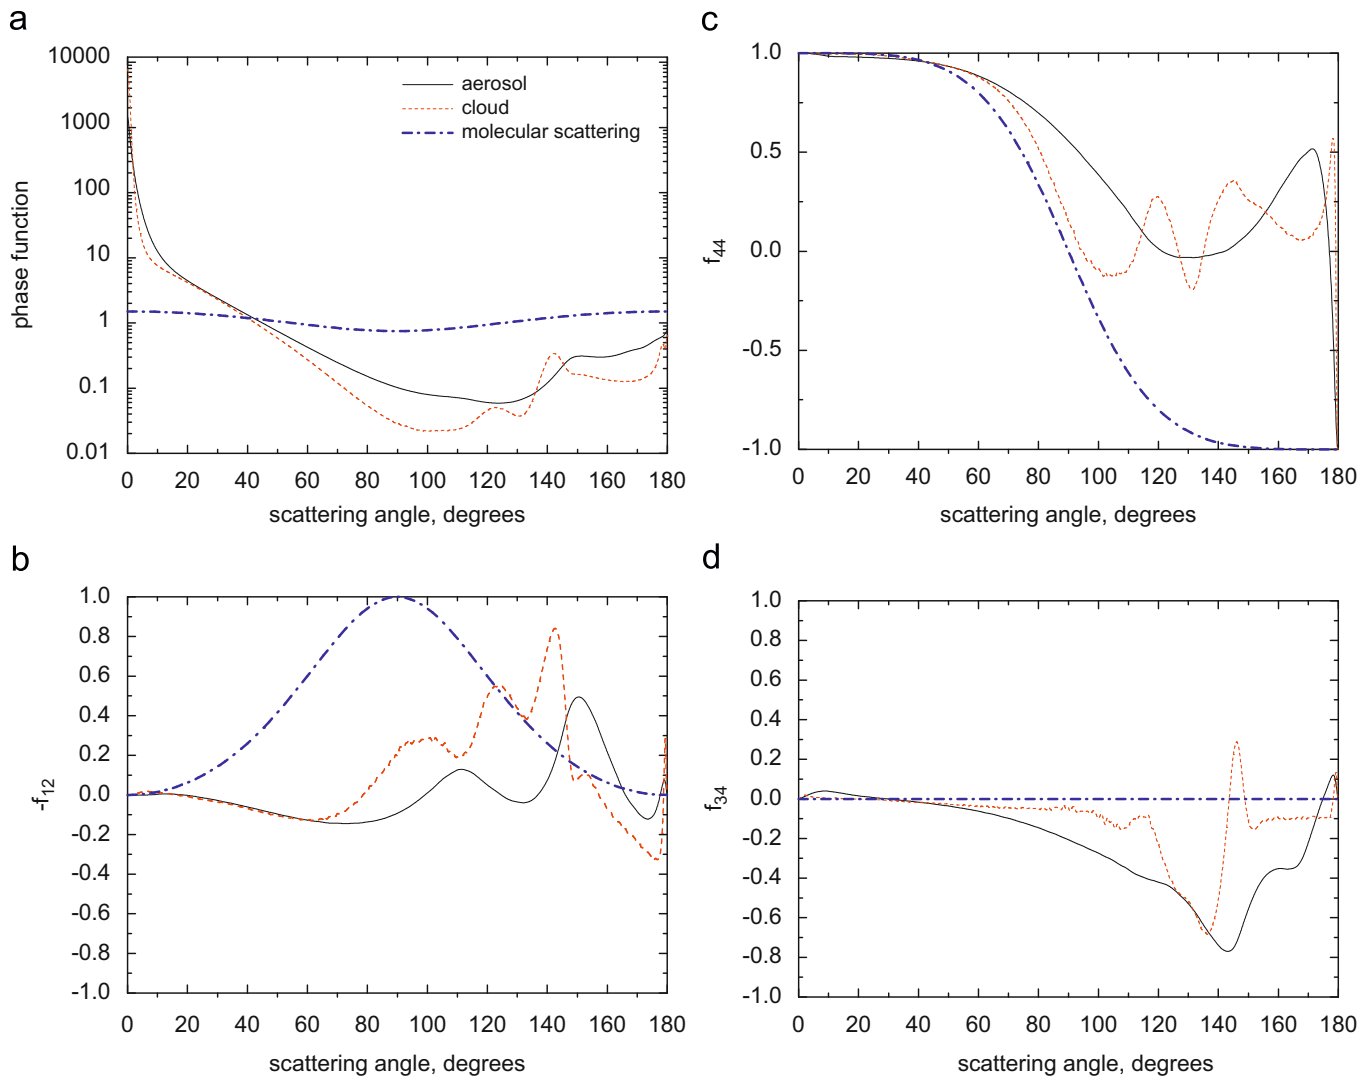 a
10000
1000
100
10
1
0.1
0.01
phase function
aerosol
cloud
molecular scattering
0 20 40 60 80 100 120 140 160 180
scattering angle, degrees
b
1.0
0.8
0.6
0.4
0.2
0.0
-0.2
-0.4
-0.6
-0.8
-1.0
-f12
0 20 40 60 80 100 120 140 160 180
scattering angle, degrees
c
1.0
0.5
0.0
-0.5
-1.0
f44
0 20 40 60 80 100 120 140 160 180
scattering angle, degrees
d
1.0
0.8
0.6
0.4
0.2
0.0
-0.2
-0.4
-0.6
-0.8
-1.0
f34
0 20 40 60 80 100 120 140 160 180
scattering angle, degrees